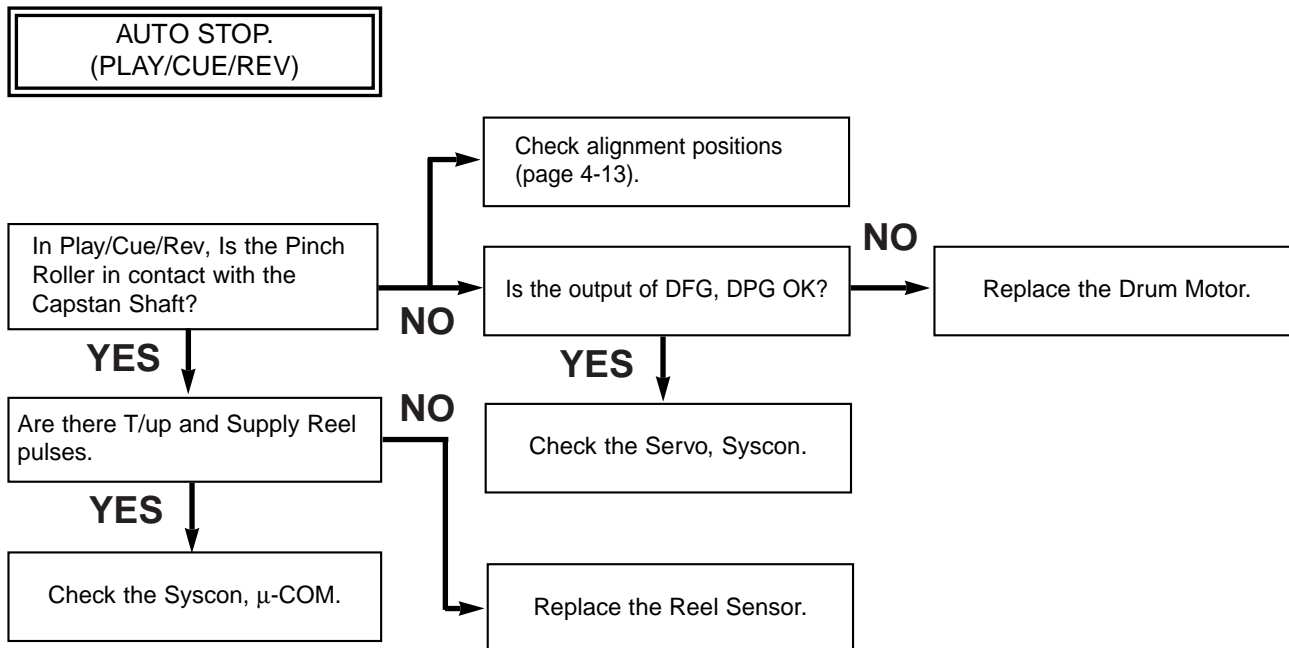 AUTO STOP.
(PLAY/CUE/REV)
Check alignment positions
(page 4-13).
In Play/Cue/Rev, Is the Pinch
Roller in contact with the
Capstan Shaft?
NO
Is the output of DFG, DPG OK?
NO
Replace the Drum Motor.
YES
YES
Are there T/up and Supply Reel
pulses.
NO
Check the Servo, Syscon.
YES
Check the Syscon, μ-COM.
Replace the Reel Sensor.